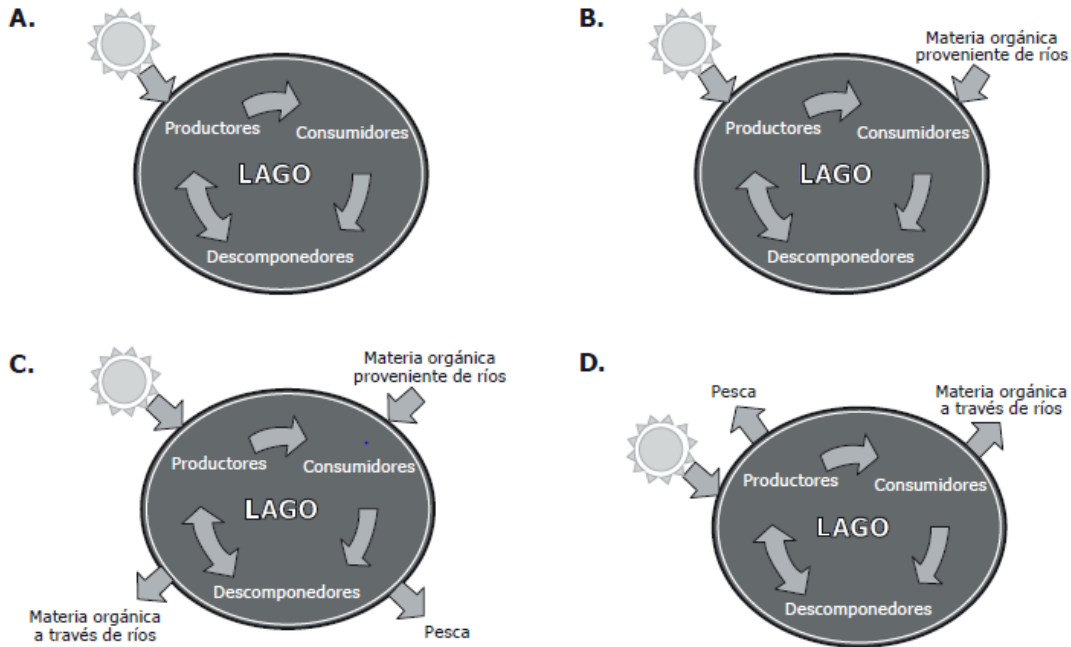 A.
Productores
Consumidores
LAGO
Descomponedores
B.
Materia orgánica
proveniente de ríos
Productores
Consumidores
LAGO
Descomponedores
C.
Materia orgánica
proveniente de ríos
Productores
Consumidores
LAGO
Descomponedores
Materia orgánica
a través de ríos
Pesca
D.
Pesca
Materia orgánica
a través de ríos
Productores
Consumidores
LAGO
Descomponedores